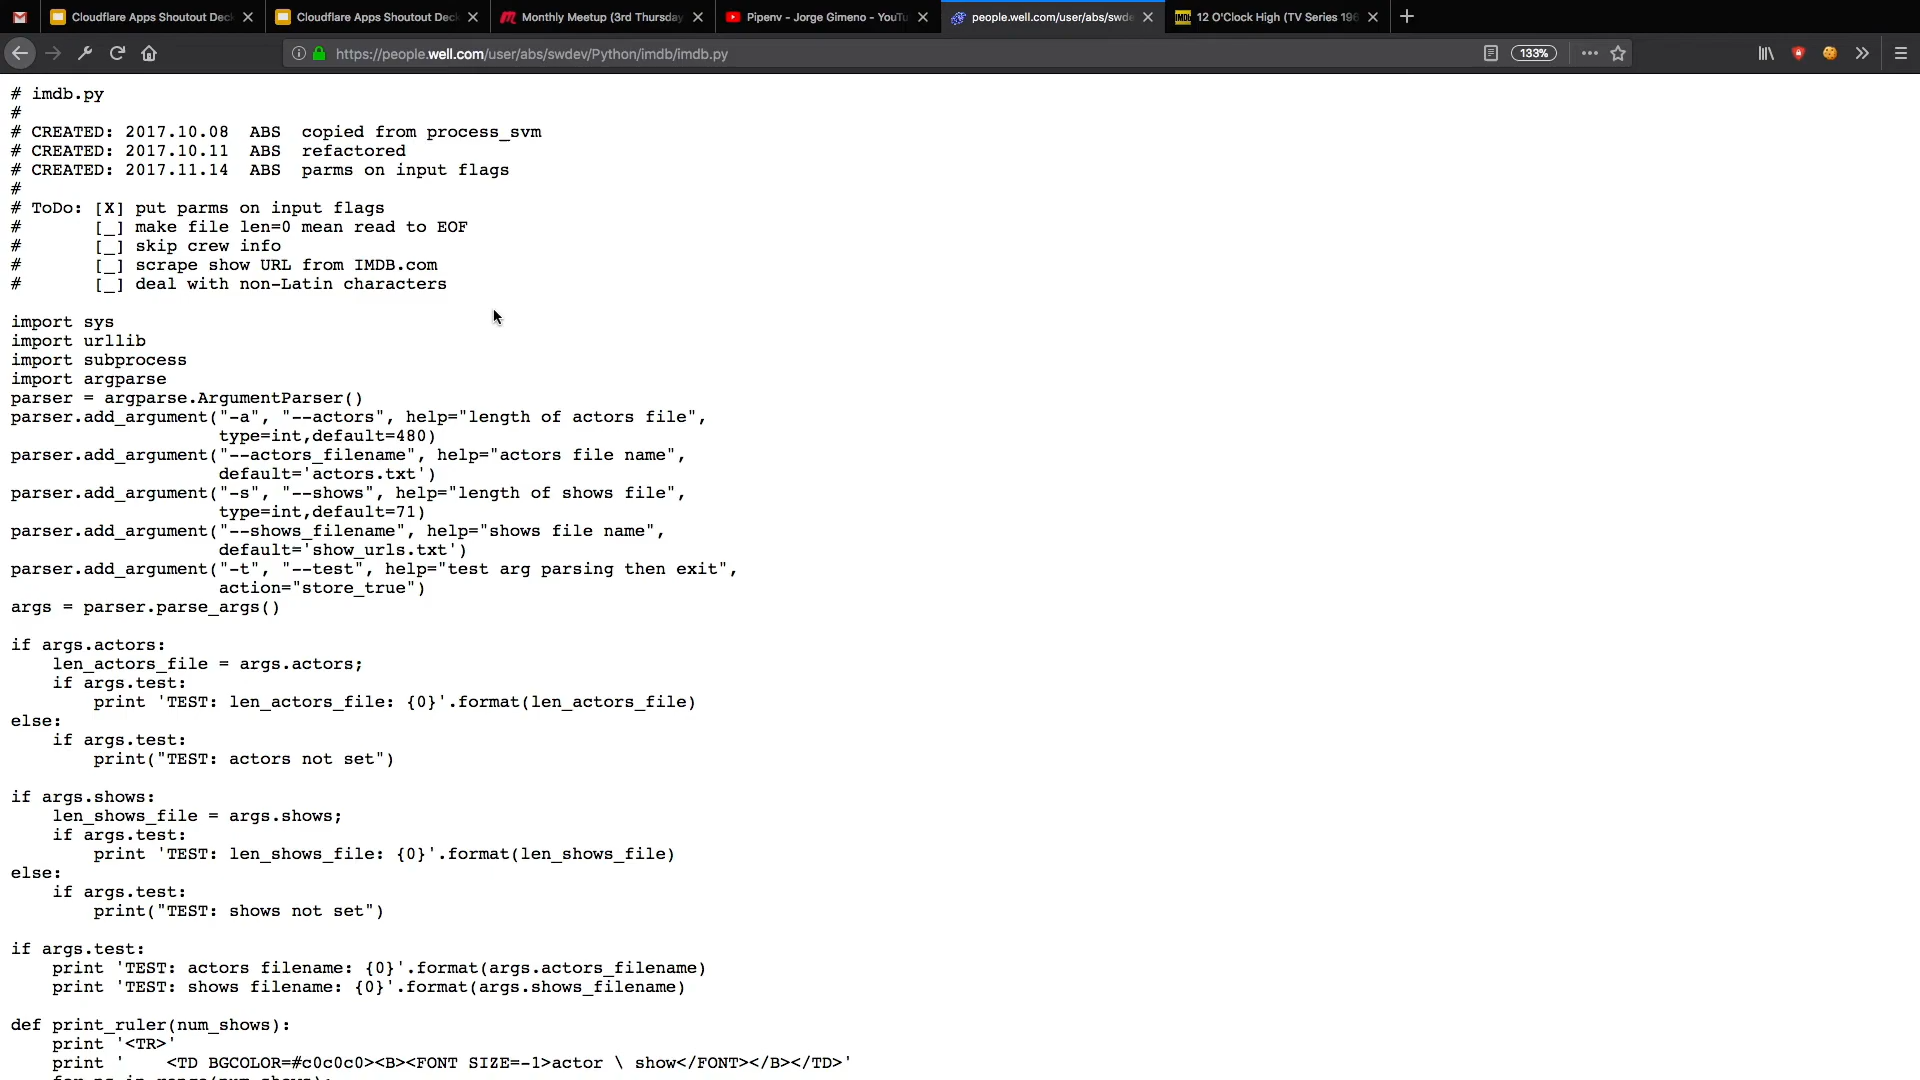 Cloudflare Apps Shoutout Dec
Cloudflare Apps Shoutout Dec
Monthly Meetup (3rd Thursday
Pipenv - Jorge Gimeno - YouTu
people.well.com/user/abs/swde
IMDb 12 O'Clock High (TV Series 196
https://people.well.com/user/abs/swdev/Python/imdb/imdb.py
133%
# imdb.py
#
# CREATED: 2017.10.08  ABS  copied from process_svm
# CREATED: 2017.10.11  ABS  refactored
# CREATED: 2017.11.14  ABS  parms on input flags
#
# ToDo: [X] put parms on input flags
#       [_] make file len=0 mean read to EOF
#       [_] skip crew info
#       [_] scrape show URL from IMDB.com
#       [_] deal with non-Latin characters
import sys
import urllib
import subprocess
import argparse
parser = argparse.ArgumentParser()
parser.add_argument("-a", "--actors", help="length of actors file",
                    type=int,default=480)
parser.add_argument("--actors_filename", help="actors file name",
                    default='actors.txt')
parser.add_argument("-s", "--shows", help="length of shows file",
                    type=int,default=71)
parser.add_argument("--shows_filename", help="shows file name",
                    default='show_urls.txt')
parser.add_argument("-t", "--test", help="test arg parsing then exit",
                    action="store_true")
args = parser.parse_args()
if args.actors:
    len_actors_file = args.actors;
    if args.test:
        print 'TEST: len_actors_file: {0}'.format(len_actors_file)
else:
    if args.test:
        print("TEST: actors not set")
if args.shows:
    len_shows_file = args.shows;
    if args.test:
        print 'TEST: len_shows_file: {0}'.format(len_shows_file)
else:
    if args.test:
        print("TEST: shows not set")
if args.test:
    print 'TEST: actors filename: {0}'.format(args.actors_filename)
    print 'TEST: shows filename: {0}'.format(args.shows_filename)
def print_ruler(num_shows):
    print '<TR>'
    print '    <TD BGCOLOR=#c0c0c0><B><FONT SIZE=-1>actor \ show</FONT></B></TD>'